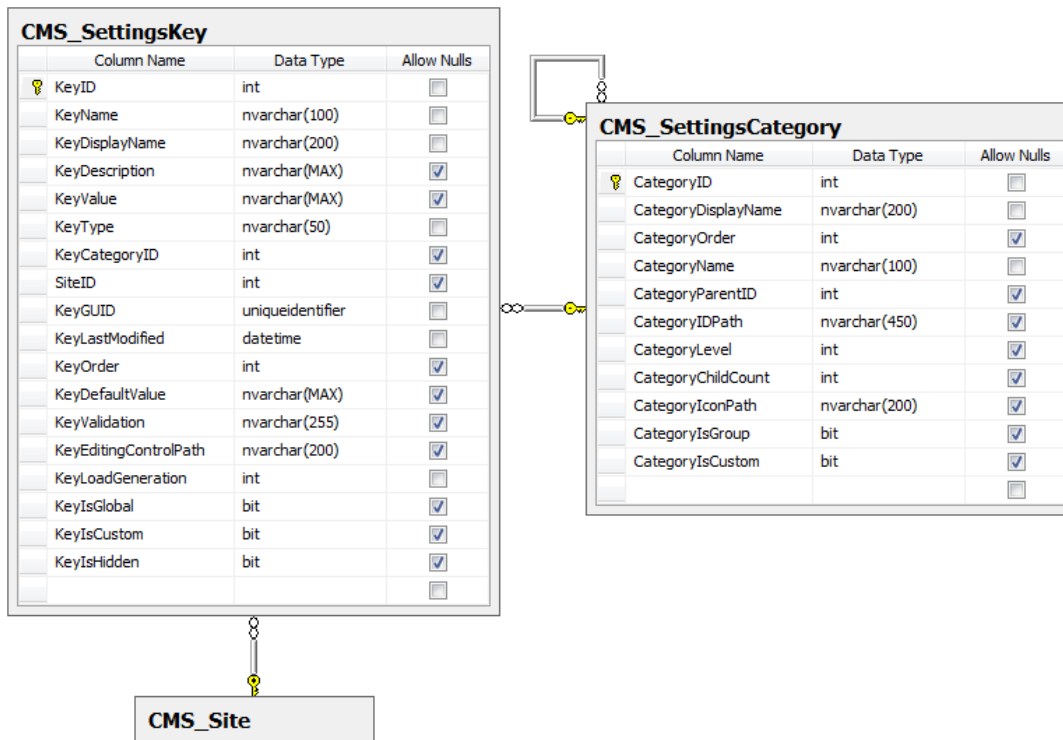 CMS_SettingsKey
Column Name Data Type Allow Nulls
KeyID int
KeyName nvarchar(100)
KeyDisplayName nvarchar(200)
KeyDescription nvarchar(MAX)
KeyValue nvarchar(MAX)
KeyType nvarchar(50)
KeyCategoryID int
SiteID int
KeyGUID uniqueidentifier
KeyLastModified datetime
KeyOrder int
KeyDefaultValue nvarchar(MAX)
KeyValidation nvarchar(255)
KeyEditingControlPath nvarchar(200)
KeyLoadGeneration int
KeyIsGlobal bit
KeyIsCustom bit
KeyIsHidden bit
CMS_SettingsCategory
Column Name Data Type Allow Nulls
CategoryID int
CategoryDisplayName nvarchar(200)
CategoryOrder int
CategoryName nvarchar(100)
CategoryParentID int
CategoryIDPath nvarchar(450)
CategoryLevel int
CategoryChildCount int
CategoryIconPath nvarchar(200)
CategoryIsGroup bit
CategoryIsCustom bit
CMS_Site